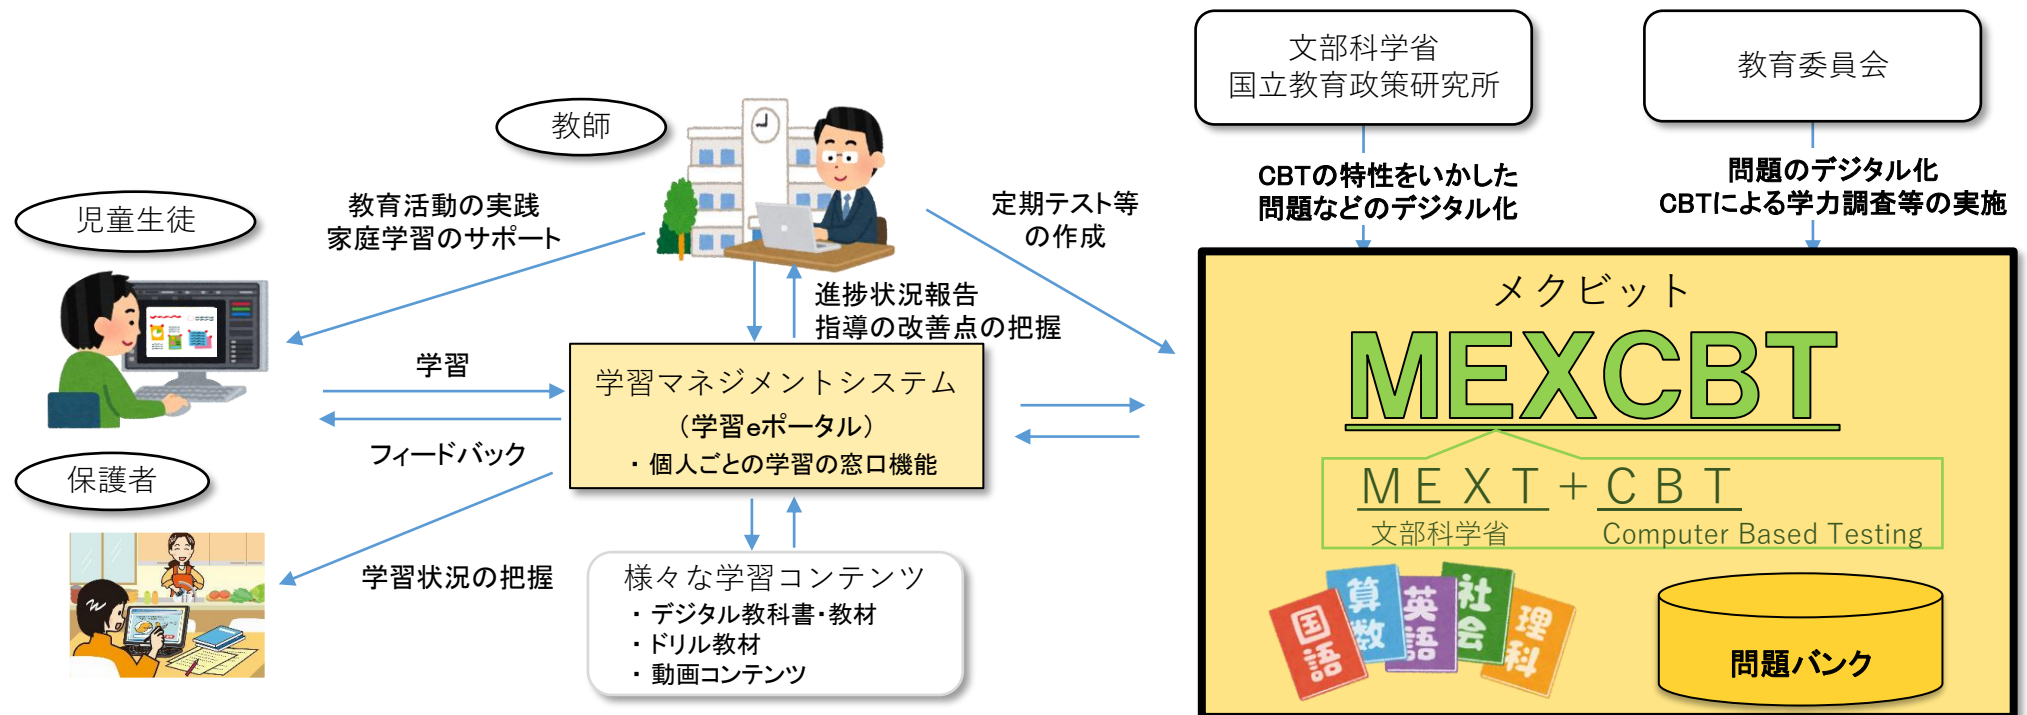 文部科学省
国立教育政策研究所
教育委員会
教師
児童生徒
教育活動の実践
家庭学習のサポート
定期テスト等
の作成
CBTの特性をいかした
問題などのデジタル化
問題のデジタル化
CBTによる学力調査等の実施
進捗状況報告
指導の改善点の把握
学習
フィードバック
学習マネジメントシステム
（学習eポータル）
・個人ごとの学習の窓口機能
保護者
学習状況の把握
様々な学習コンテンツ
・デジタル教科書・教材
・ドリル教材
・動画コンテンツ
メクビット
MEXCBT
MEXT+CBT
文部科学省 Computer Based Testing
国語
算数
英語
社会
理科
問題バンク